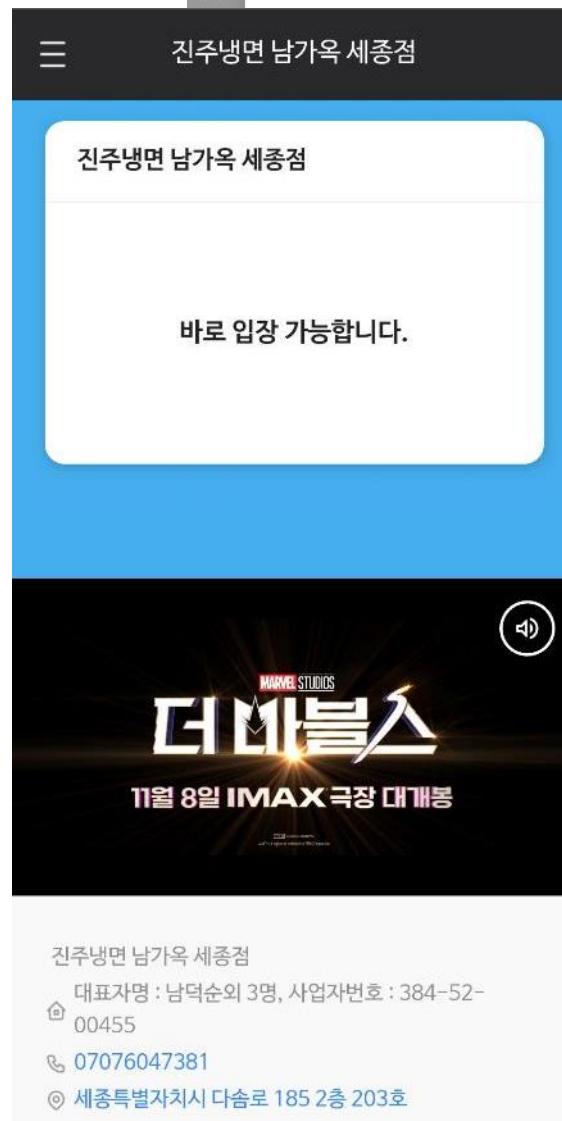 진주냉면 남가옥 세종점
진주냉면 남가옥 세종점
바로 입장 가능합니다.
MARVEL STUDIOS
더 마블스
11월 8일 IMAX 극장 대개봉
진주냉면 남가옥 세종점
대표자명 : 남덕순외 3명, 사업자번호 : 384-52-
00455
07076047381
세종특별자치시 다솜로 185 2층 203호